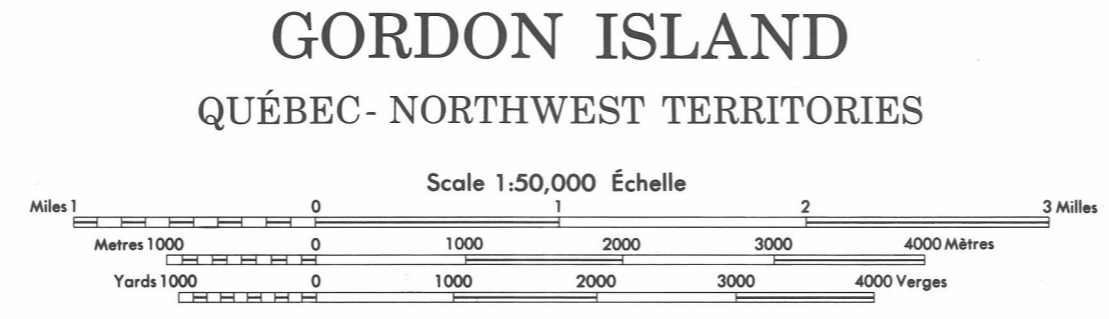 GORDON ISLAND
QUÉBEC - NORTHWEST TERRITORIES
Scale 1:50,000 Échelle
Miles 1 0 1 2 3 Milles
Metres 1000 0 1000 2000 3000 4000 Mètres
Yards 1000 0 1000 2000 3000 4000 Verges